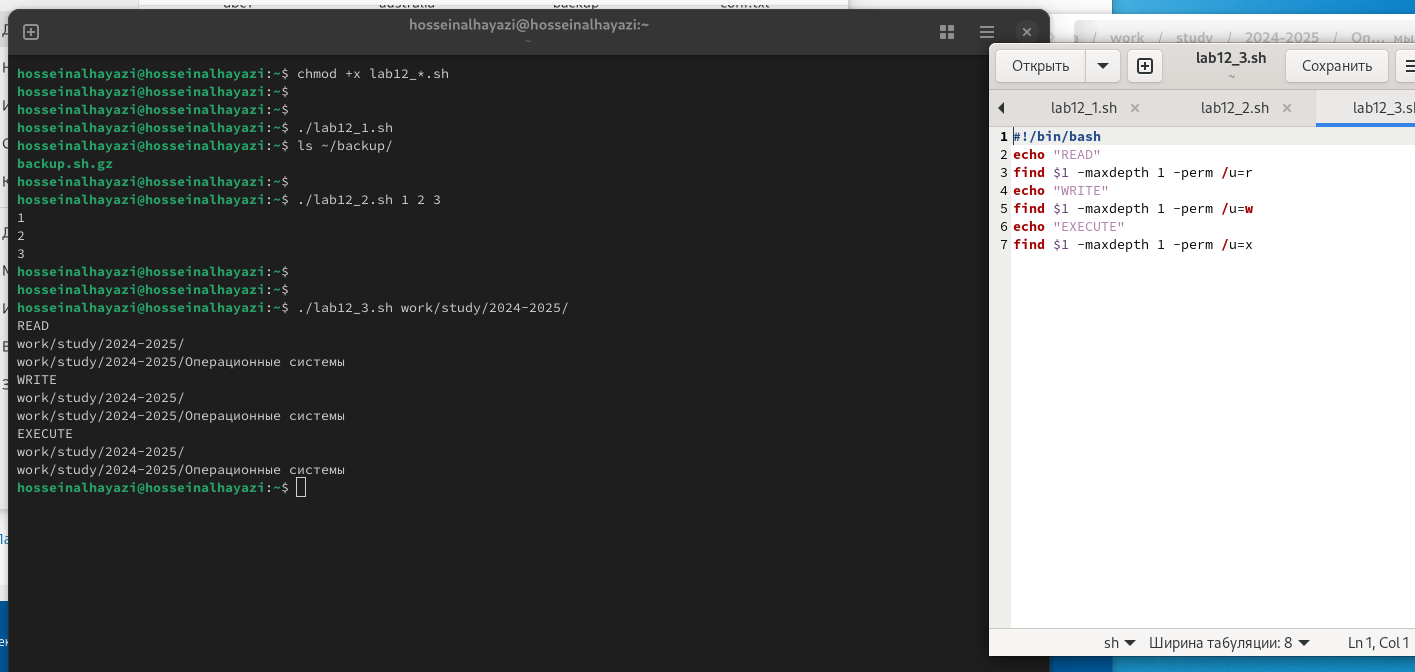 hosseinalhayazi@hosseinalhayazi:~
~
hosseinalhayazi@hosseinalhayazi:~$ chmod +x lab12_*.sh
hosseinalhayazi@hosseinalhayazi:~$
hosseinalhayazi@hosseinalhayazi:~$
hosseinalhayazi@hosseinalhayazi:~$ ./lab12_1.sh
hosseinalhayazi@hosseinalhayazi:~$ ls ~/backup/
backup.sh.gz
hosseinalhayazi@hosseinalhayazi:~$
hosseinalhayazi@hosseinalhayazi:~$ ./lab12_2.sh 1 2 3
1
2
3
hosseinalhayazi@hosseinalhayazi:~$
hosseinalhayazi@hosseinalhayazi:~$
hosseinalhayazi@hosseinalhayazi:~$ ./lab12_3.sh work/study/2024-2025/
READ
work/study/2024-2025/
work/study/2024-2025/Операционные системы
WRITE
work/study/2024-2025/
work/study/2024-2025/Операционные системы
EXECUTE
work/study/2024-2025/
work/study/2024-2025/Операционные системы
hosseinalhayazi@hosseinalhayazi:~$
/ work / study / 2024-2025 / Оп... мы
Открыть
lab12_3.sh
~
Сохранить
lab12_1.sh × lab12_2.sh × lab12_3.sh
1 #!/bin/bash
2 echo "READ"
3 find $1 -maxdepth 1 -perm /u=r
4 echo "WRITE"
5 find $1 -maxdepth 1 -perm /u=w
6 echo "EXECUTE"
7 find $1 -maxdepth 1 -perm /u=x
sh Ширина табуляции: 8 Ln 1, Col 1